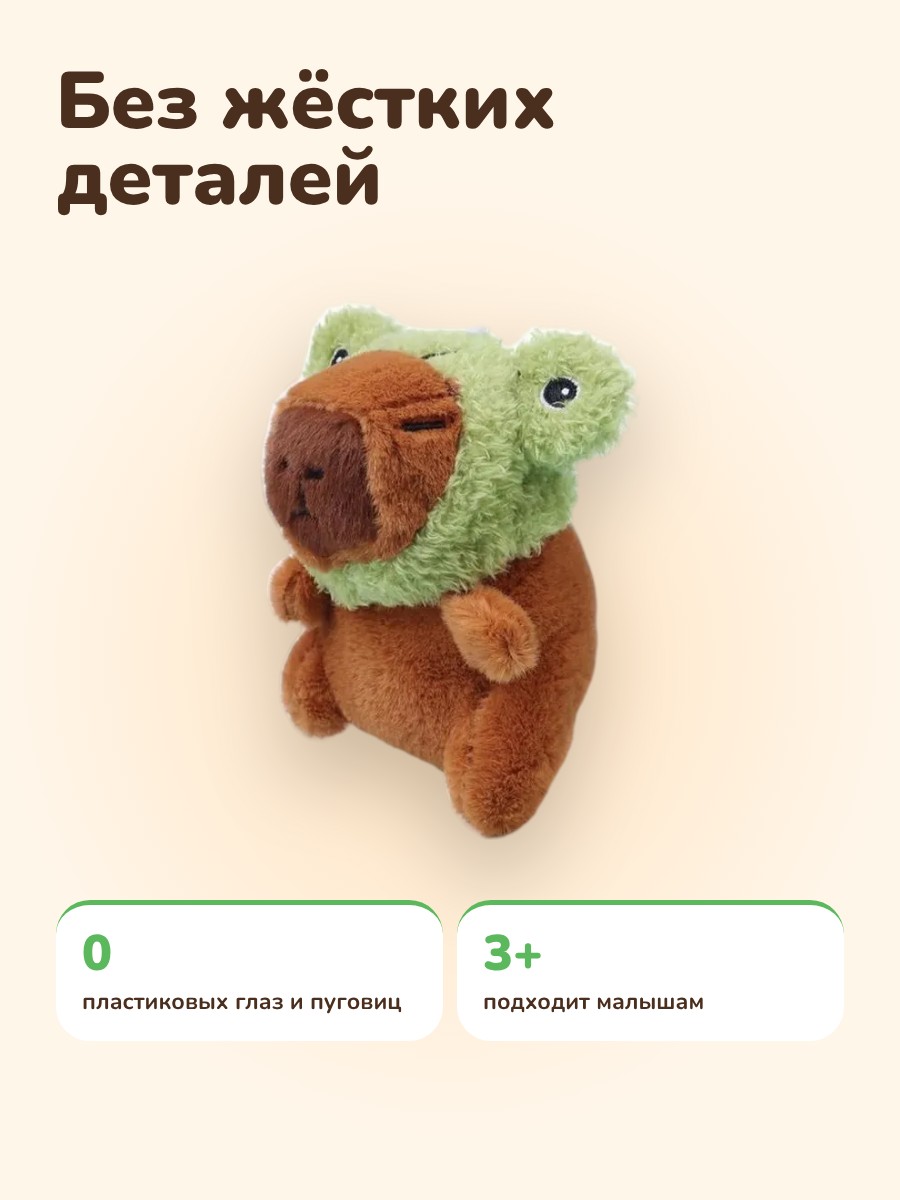 Без жёстких
деталей
0
пластиковых глаз и пуговиц
3+
подходит малышам